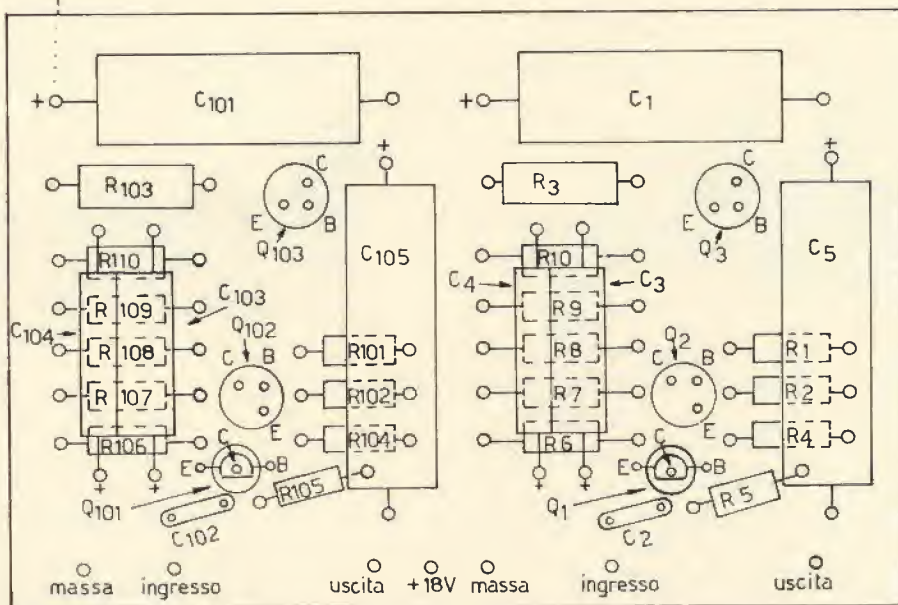 + C101 + C1
R103 C E B Q103 + R3 C E B Q3 +
C105 C5
R110 R10
C104 R 109 C103 C4 R9 C3
R 108 Q102 C B E R8 Q2 C B E
R101 R1
R 107 R102 R7 R2
R106 R104 R6 R4
+ + E C B + + E C B
Q101 R105 Q1 R5
C102 C2
massa ingresso uscita +18V massa ingresso uscita